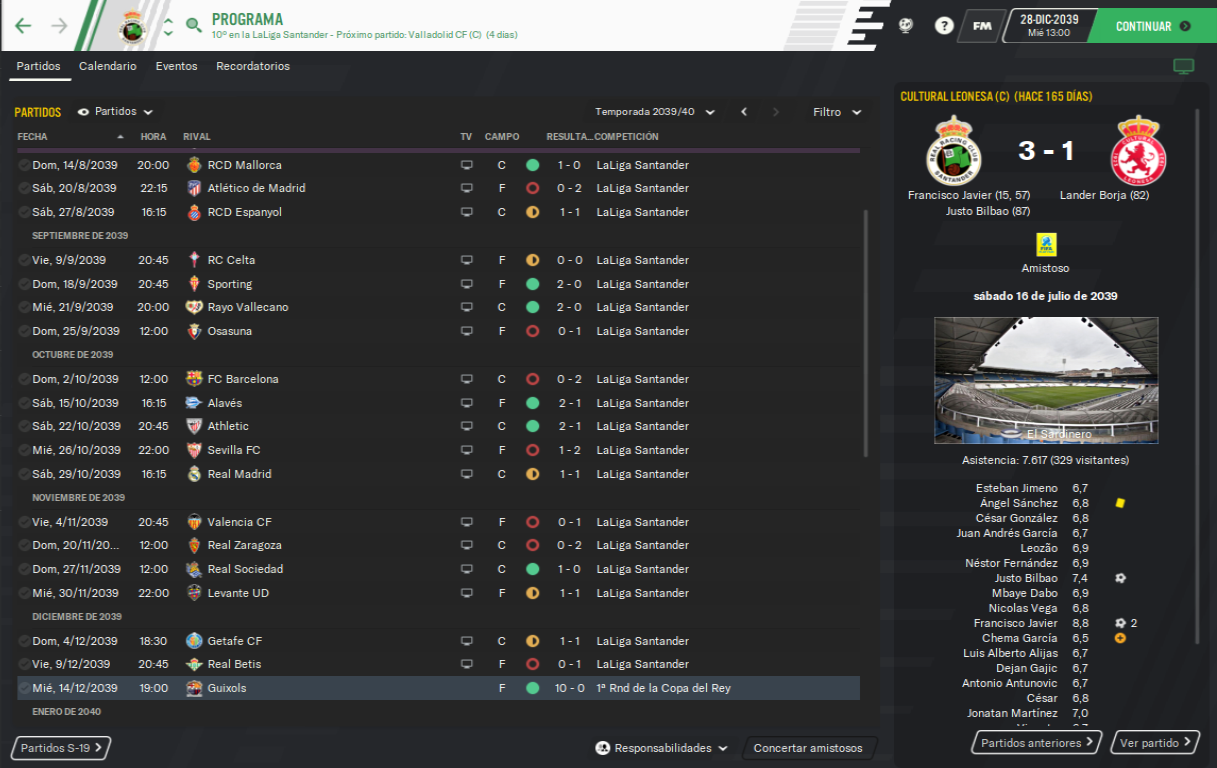 PROGRAMA
10º en la LaLiga Santander - Próximo partido: Valladolid CF (C) (4 días)
FM
28-DIC-2039
Mié 13:00
CONTINUAR
Partidos Calendario Eventos Recordatorios
PARTIDOS Partidos Temporada 2039/40 Filtro
FECHA HORA RIVAL TV CAMPO RESULTA... COMPETICIÓN
Dom, 14/8/2039 20:00 RCD Mallorca C 1 - 0 LaLiga Santander
Sáb, 20/8/2039 22:15 Atlético de Madrid F 0 - 2 LaLiga Santander
Sáb, 27/8/2039 16:15 RCD Espanyol C 1 - 1 LaLiga Santander
SEPTIEMBRE DE 2039
Vie, 9/9/2039 20:45 RC Celta F 0 - 0 LaLiga Santander
Dom, 18/9/2039 20:45 Sporting F 2 - 0 LaLiga Santander
Mié, 21/9/2039 20:00 Rayo Vallecano C 2 - 0 LaLiga Santander
Dom, 25/9/2039 12:00 Osasuna F 0 - 1 LaLiga Santander
OCTUBRE DE 2039
Dom, 2/10/2039 12:00 FC Barcelona C 0 - 2 LaLiga Santander
Sáb, 15/10/2039 16:15 Alavés F 2 - 1 LaLiga Santander
Sáb, 22/10/2039 20:45 Athletic C 2 - 1 LaLiga Santander
Mié, 26/10/2039 22:00 Sevilla FC F 1 - 2 LaLiga Santander
Sáb, 29/10/2039 16:15 Real Madrid C 1 - 1 LaLiga Santander
NOVIEMBRE DE 2039
Vie, 4/11/2039 20:45 Valencia CF F 0 - 1 LaLiga Santander
Dom, 20/11/20... 12:00 Real Zaragoza C 0 - 2 LaLiga Santander
Dom, 27/11/2039 12:00 Real Sociedad C 1 - 0 LaLiga Santander
Mié, 30/11/2039 22:00 Levante UD F 1 - 1 LaLiga Santander
DICIEMBRE DE 2039
Dom, 4/12/2039 18:30 Getafe CF C 1 - 1 LaLiga Santander
Vie, 9/12/2039 20:45 Real Betis F 0 - 1 LaLiga Santander
Mié, 14/12/2039 19:00 Guixols F 10 - 0 1ª Rnd de la Copa del Rey
ENERO DE 2040
Partidos S-19 Responsabilidades Concertar amistosos
CULTURAL LEONESA (C) (HACE 165 DÍAS)
3 - 1
Francisco Javier (15, 57) Lander Borja (82)
Justo Bilbao (87)
FIFA
Amistoso
sábado 16 de julio de 2039
El Sardinero
Asistencia: 7.617 (329 visitantes)
Esteban Jimeno 6,7
Ángel Sánchez 6,8
César González 6,8
Juan Andrés García 6,7
Leozão 6,9
Néstor Fernández 6,9
Justo Bilbao 7,4
Mbaye Dabo 6,9
Nicolas Vega 6,8
Francisco Javier 8,8 2
Chema García 6,5
Luis Alberto Alijas 6,7
Dejan Gajic 6,7
Antonio Antunovic 6,7
César 6,8
Jonatan Martínez 7,0
Partidos anteriores Ver partido